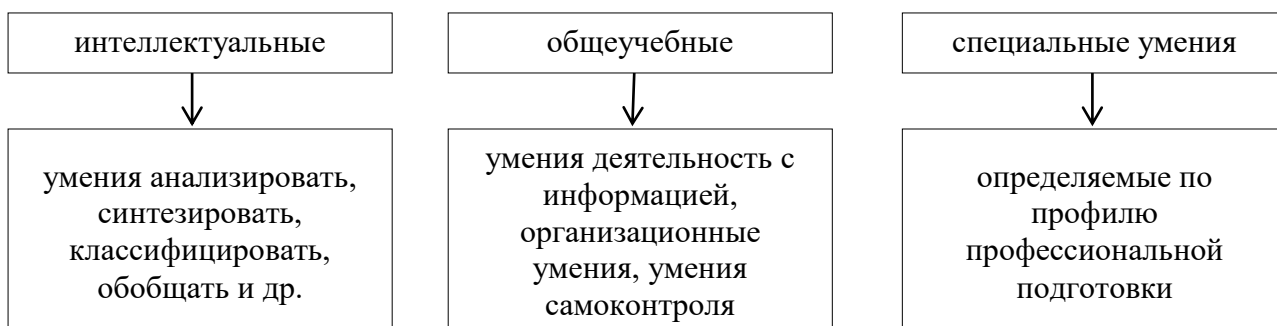 интеллектуальные
общеучебные
специальные умения
умения анализировать,
синтезировать,
классифицировать,
обобщать и др.
умения деятельность с
информацией,
организационные
умения, умения
самоконтроля
определяемые по
профилю
профессиональной
подготовки